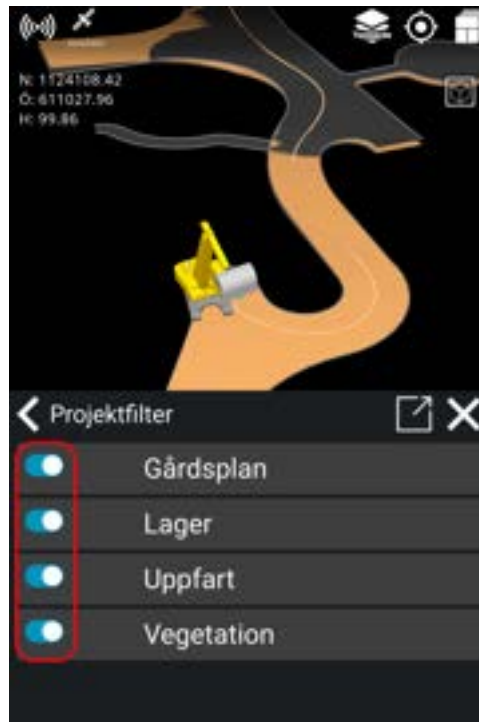 N: 1124108.42
Ö: 611027.96
H: 99.86
Projektfilter
Gårdsplan
Lager
Uppfart
Vegetation